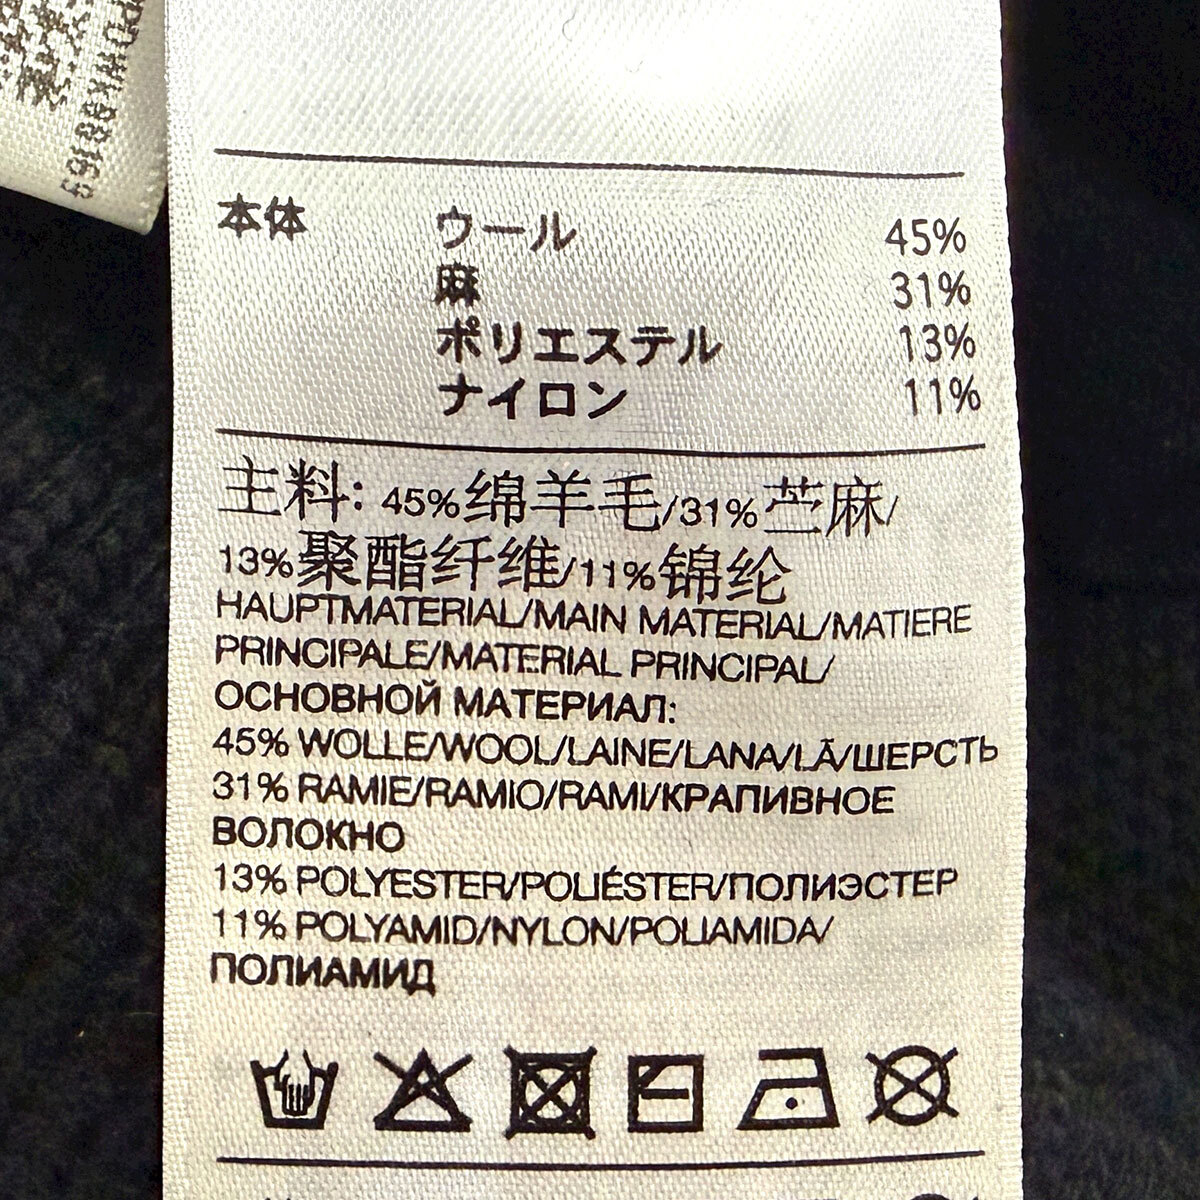 本体 ウール 45%
麻 31%
ポリエステル 13%
ナイロン 11%
主料: 45%绵羊毛/31%苎麻/
13%聚酯纤维/11%锦纶
HAUPTMATERIAL/MAIN MATERIAL/MATIERE
PRINCIPALE/MATERIAL PRINCIPAL/
ОСНОВНОЙ МАТЕРИАЛ:
45% WOLLE/WOOL/LAINE/LANA/LÃ/ШЕРСТЬ
31% RAMIE/RAMIO/RAMI/КРАПИВНОЕ
ВОЛОКНО
13% POLYESTER/POLIÉSTER/ПОЛИЭСТЕР
11% POLYAMID/NYLON/POLIAMIDA/
ПОЛИАМИД